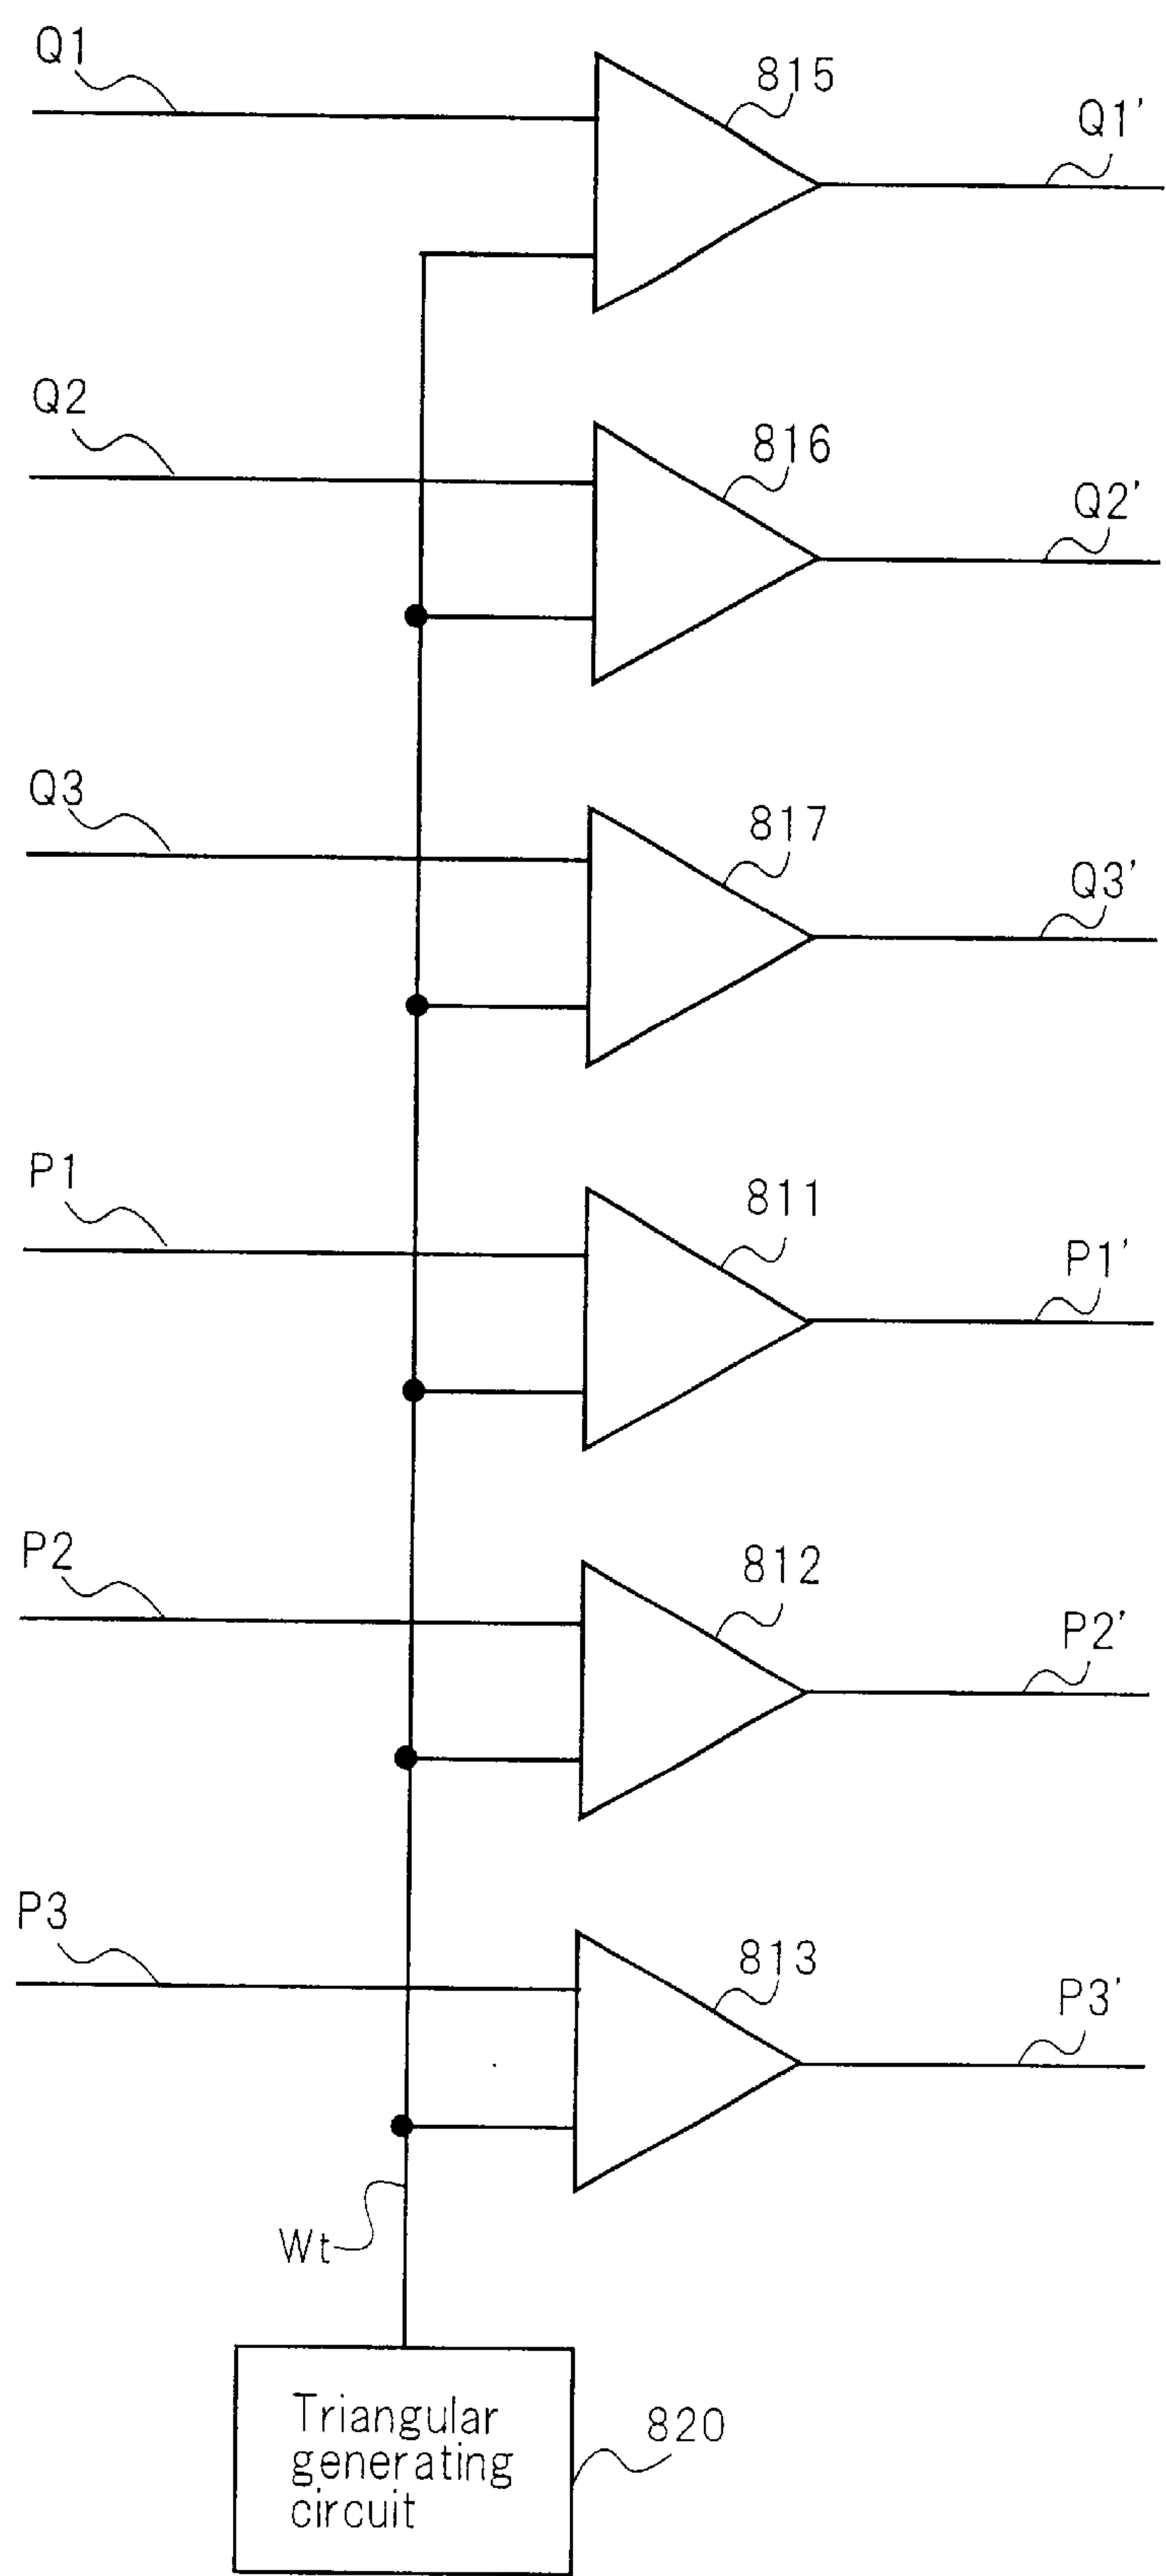 Q1
815
Q1'
Q2
816
Q2'
Q3
817
Q3'
P1
811
P1'
P2
812
P2'
P3
813
P3'
Wt
Triangular
generating
circuit
820